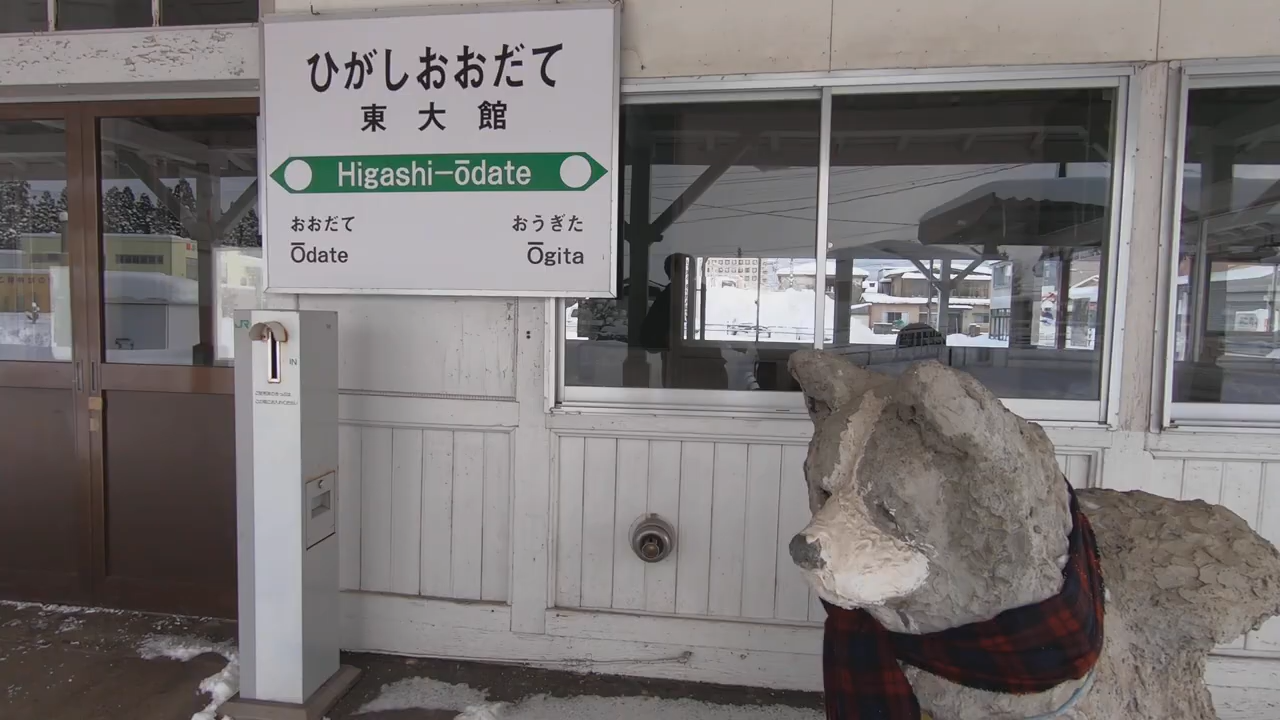 ひがしおおだて
東大館
Higashi-ōdate
おおだて
おうぎた
Ōdate
Ōgita
JR
IN